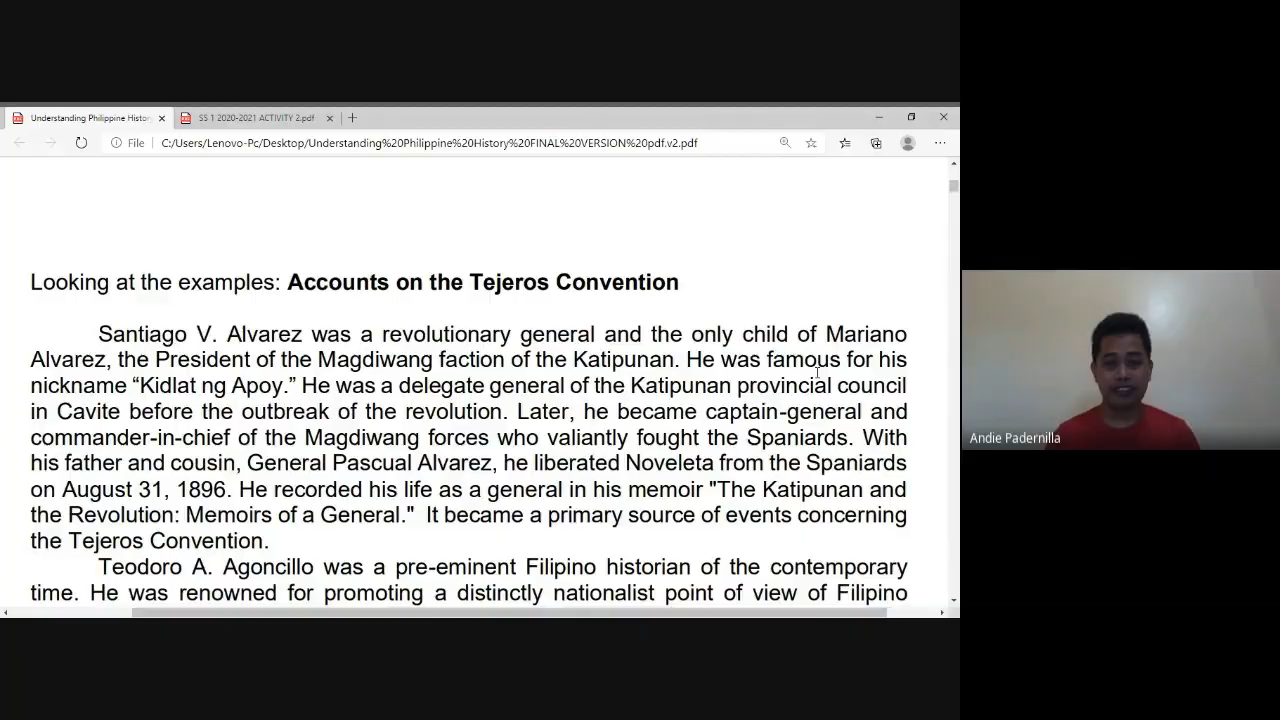 Understanding Philippine Histor
SS 1 2020-2021 ACTIVITY 2.pdf
File C:/Users/Lenovo-Pc/Desktop/Understanding%20Philippine%20History%20FINAL%20VERSION%20pdf.v2.pdf
Looking at the examples: Accounts on the Tejeros Convention
Santiago V. Alvarez was a revolutionary general and the only child of Mariano
Alvarez, the President of the Magdiwang faction of the Katipunan. He was famous for his
nickname “Kidlat ng Apoy.” He was a delegate general of the Katipunan provincial council
in Cavite before the outbreak of the revolution. Later, he became captain-general and
commander-in-chief of the Magdiwang forces who valiantly fought the Spaniards. With
his father and cousin, General Pascual Alvarez, he liberated Noveleta from the Spaniards
on August 31, 1896. He recorded his life as a general in his memoir "The Katipunan and
the Revolution: Memoirs of a General." It became a primary source of events concerning
the Tejeros Convention.
Teodoro A. Agoncillo was a pre-eminent Filipino historian of the contemporary
time. He was renowned for promoting a distinctly nationalist point of view of Filipino
Andie Padernilla